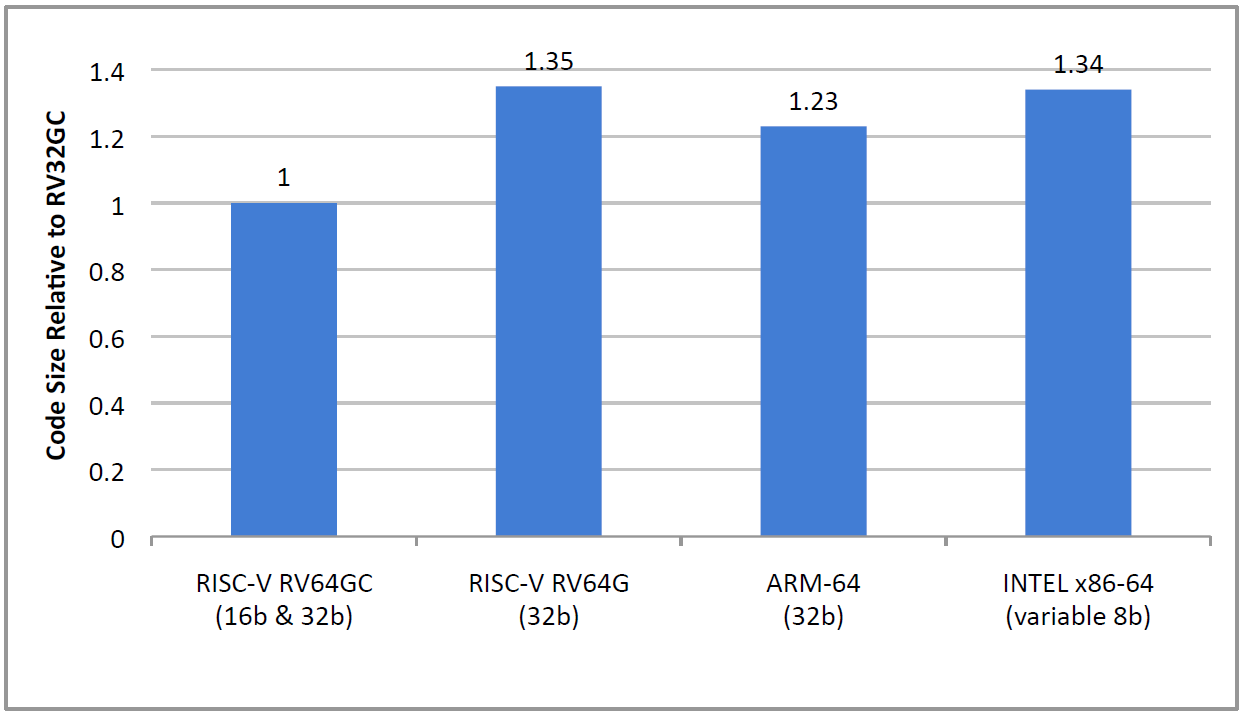 Code Size Relative to RV32GC
1.4
1.2
1
0.8
0.6
0.4
0.2
0
1
1.35
1.23
1.34
RISC-V RV64GC
(16b & 32b)
RISC-V RV64G
(32b)
ARM-64
(32b)
INTEL x86-64
(variable 8b)